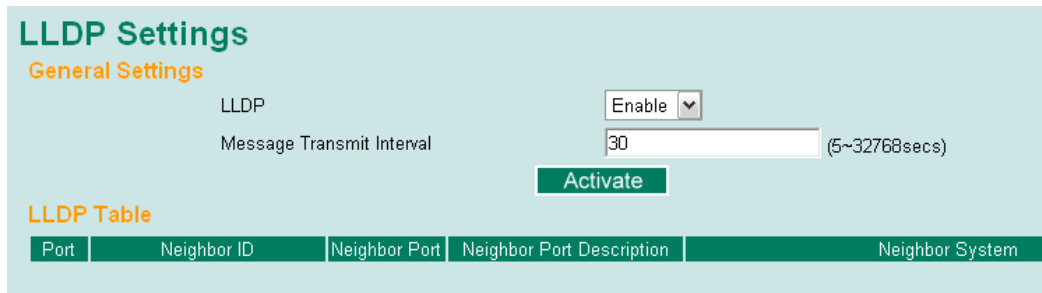 LLDP Settings
General Settings
LLDP Enable
Message Transmit Interval 30 (5~32768secs)
Activate
LLDP Table
Port Neighbor ID Neighbor Port Neighbor Port Description Neighbor System